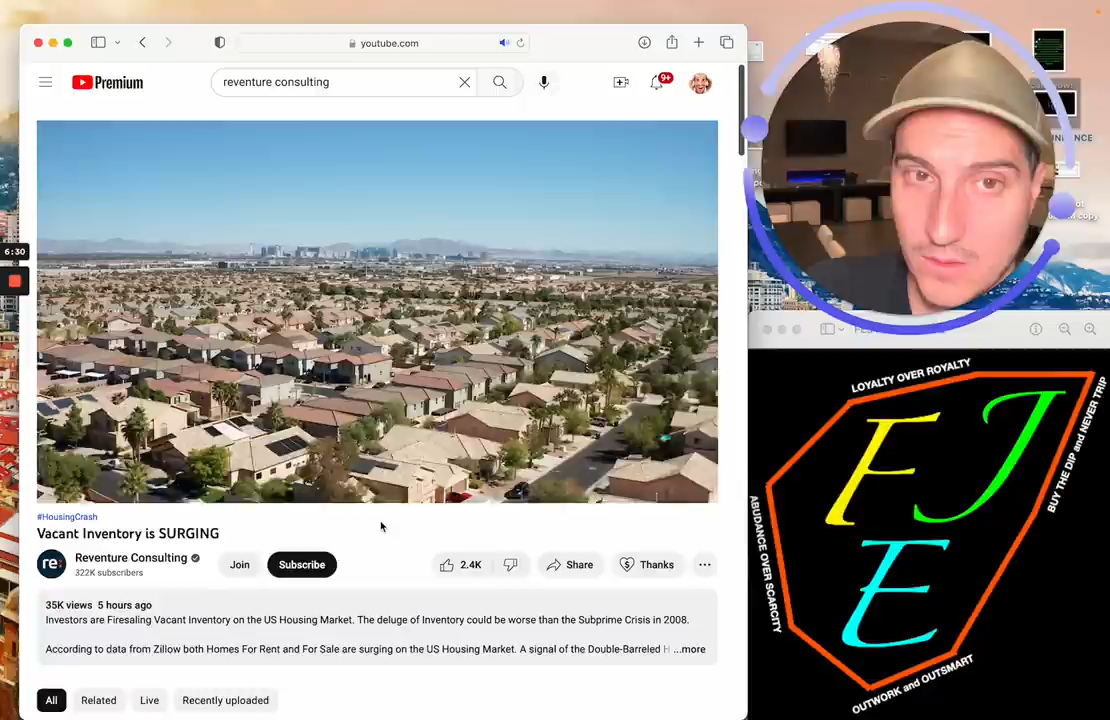 youtube.com
Premium
reventure consulting
9+
6:30
#HousingCrash
Vacant Inventory is SURGING
Reventure Consulting
322K subscribers
re:
Join
Subscribe
2.4K
Share
Thanks
35K views 5 hours ago
Investors are Firesaling Vacant Inventory on the US Housing Market. The deluge of Inventory could be worse than the Subprime Crisis in 2008.
According to data from Zillow both Homes For Rent and For Sale are surging on the US Housing Market. A signal of the Double-Barreled H ...more
All
Related
Live
Recently uploaded
copy
LOYALTY OVER ROYALTY
BUY THE DIP and NEVER TRIP
ABUDANCE OVER SCARCITY
OUTWORK and OUTSMART
F J
E